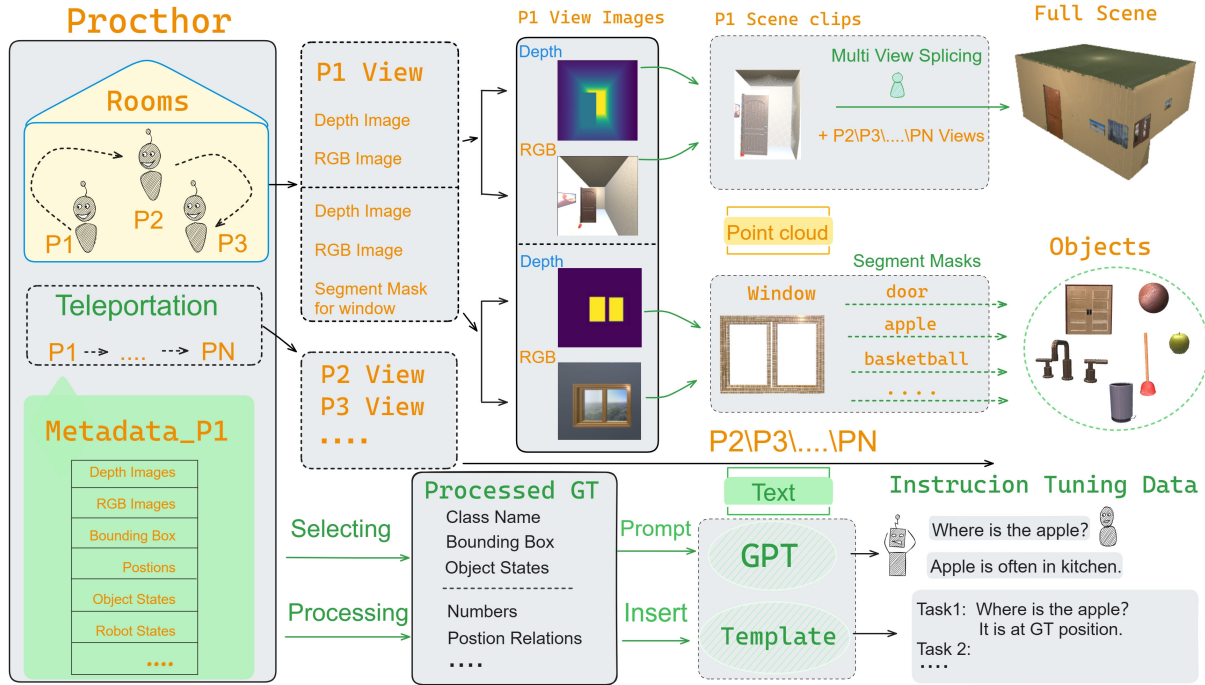 Procthor
Rooms
P1
P2
P3
Teleportation
P1
....
PN
Metadata_P1
Depth Images
RGB Images
Bounding Box
Postions
Object States
Robot States
....
P1 View
Depth Image
RGB Image
Depth Image
RGB Image
Segment Mask
for window
P2 View
P3 View
....
P1 View Images
Depth
RGB
Depth
RGB
P1 Scene clips
Multi View Splicing
+ P2\P3\....\PN Views
Full Scene
Point cloud
Segment Masks
Window
door
apple
basketball
....
Objects
P2\P3\....\PN
Selecting
Processing
Processed GT
Class Name
Bounding Box
Object States
Numbers
Postion Relations
....
Prompt
Insert
Text
GPT
Template
Instrucion Tuning Data
Where is the apple?
Apple is often in kitchen.
Task1: Where is the apple?
It is at GT position.
Task 2:
....